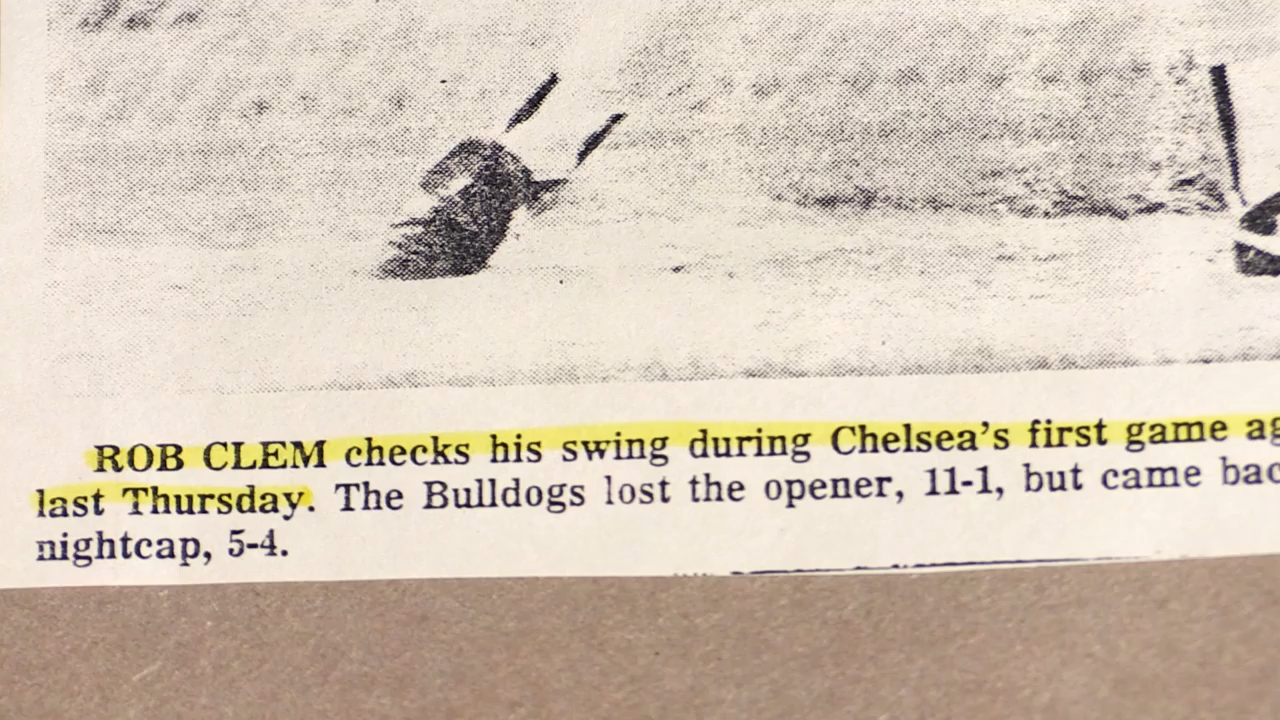 ROB CLEM checks his swing during Chelsea's first game
last Thursday. The Bulldogs lost the opener, 11-1, but came
nightcap, 5-4.